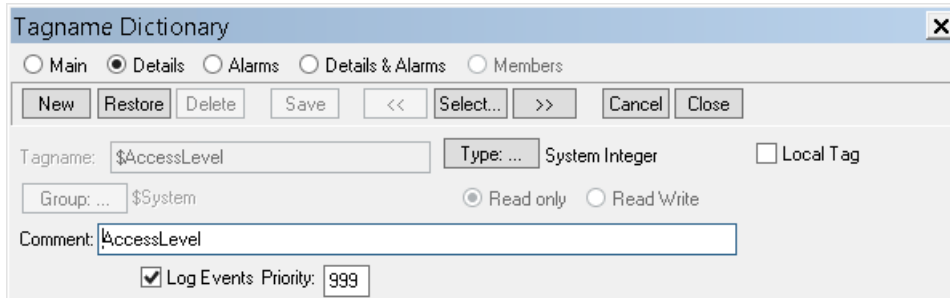 Tagname Dictionary
Main Details Alarms Details & Alarms Members
New Restore Delete Save << Select... >> Cancel Close
Tagname: $AccessLevel Type: ... System Integer Local Tag
Group: ... $System Read only Read Write
Comment: AccessLevel
Log Events Priority: 999